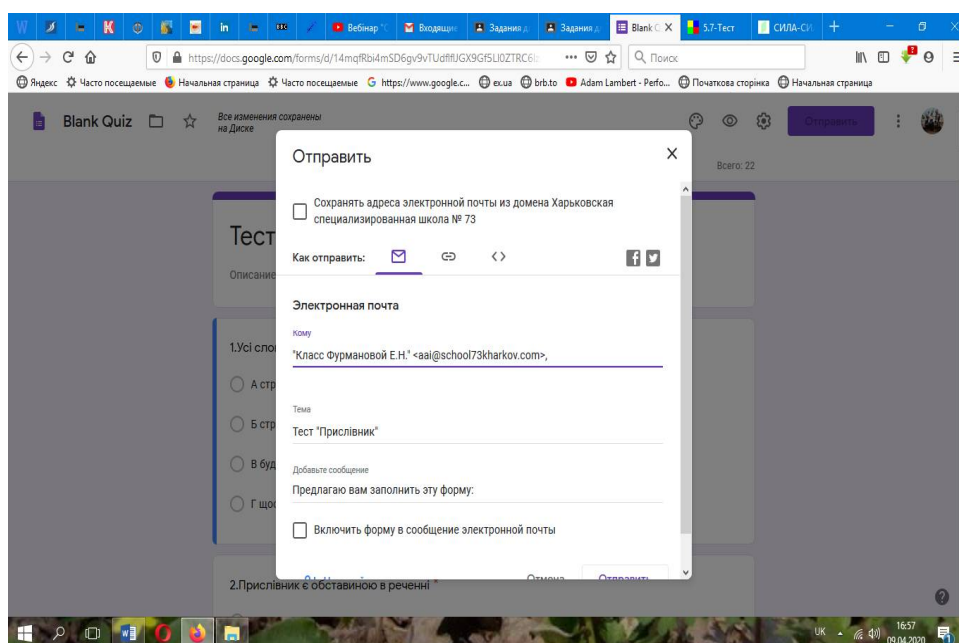 W
K
in
Вебінар "С
Входящие
Задания д
Задания д
Blank Q
5.7-Тест
СИЛА-СИ
https://docs.google.com/forms/d/14mqfRbi4mSD6gv9vTUdflfIJGX9Gf5LI0ZTRC6
Поиск
Яндекс
Часто посещаемые
Начальная страница
Часто посещаемые
https://www.google.c...
ex.ua
brb.to
Adam Lambert - Perfo...
Початкова сторінка
Начальная страница
Blank Quiz
Все изменения сохранены
на Диске
Отправить
Всего: 22
Отправить
Сохранять адреса электронной почты из домена Харьковская
специализированная школа № 73
Тест
Как отправить:
Описание
Электронная почта
Кому
1.Усі слов
"Класс Фурмановой Е.Н." <aai@school73kharkov.com>,
А стр
Тема
Б стр
Тест "Прислівник"
В буд
Добавьте сообщение
Предлагаю вам заполнить эту форму:
Г щос
Включить форму в сообщение электронной почты
Отмена
Отправить
2.Прислівник є обставиною в реченні *
UK
16:57
09.04.2020